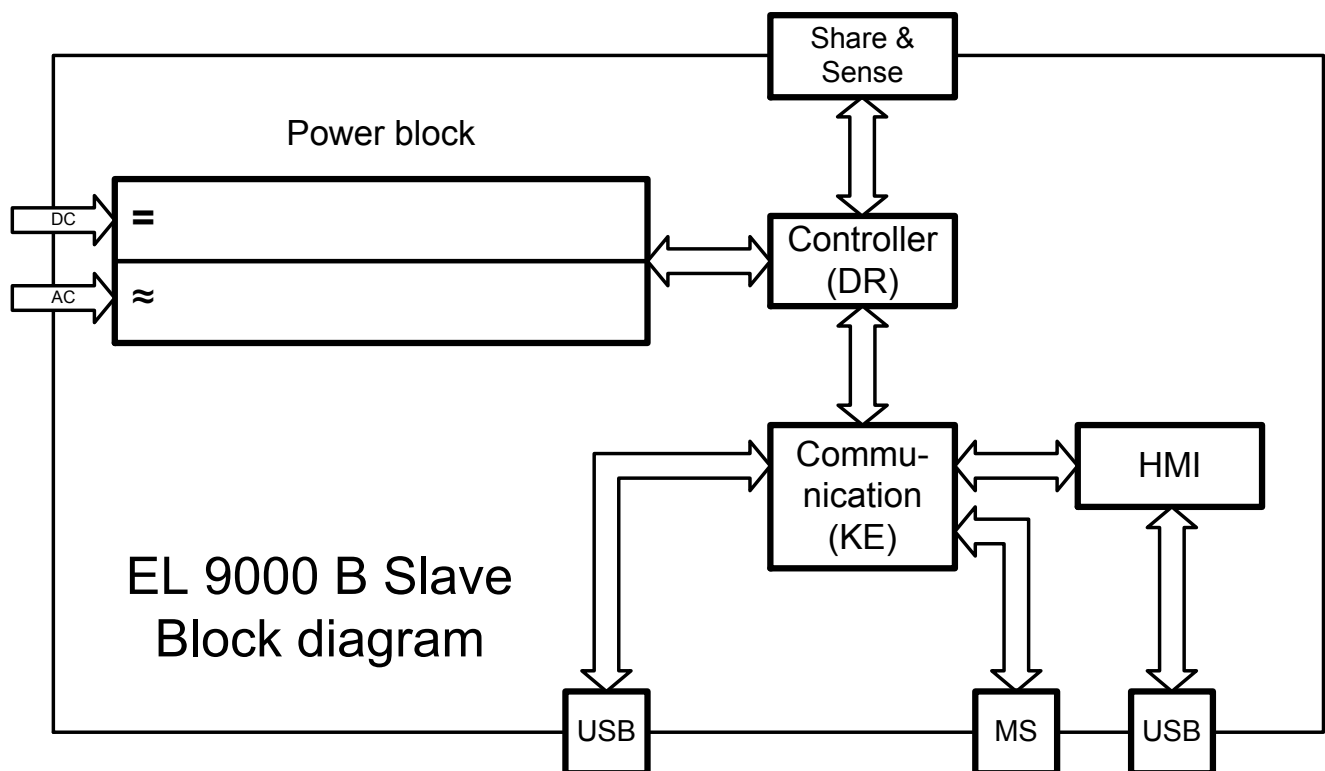 Share &
Sense
Power block
DC
=
Controller
(DR)
AC
≈
Commu-
nication
(KE)
HMI
EL 9000 B Slave
Block diagram
USB
MS
USB